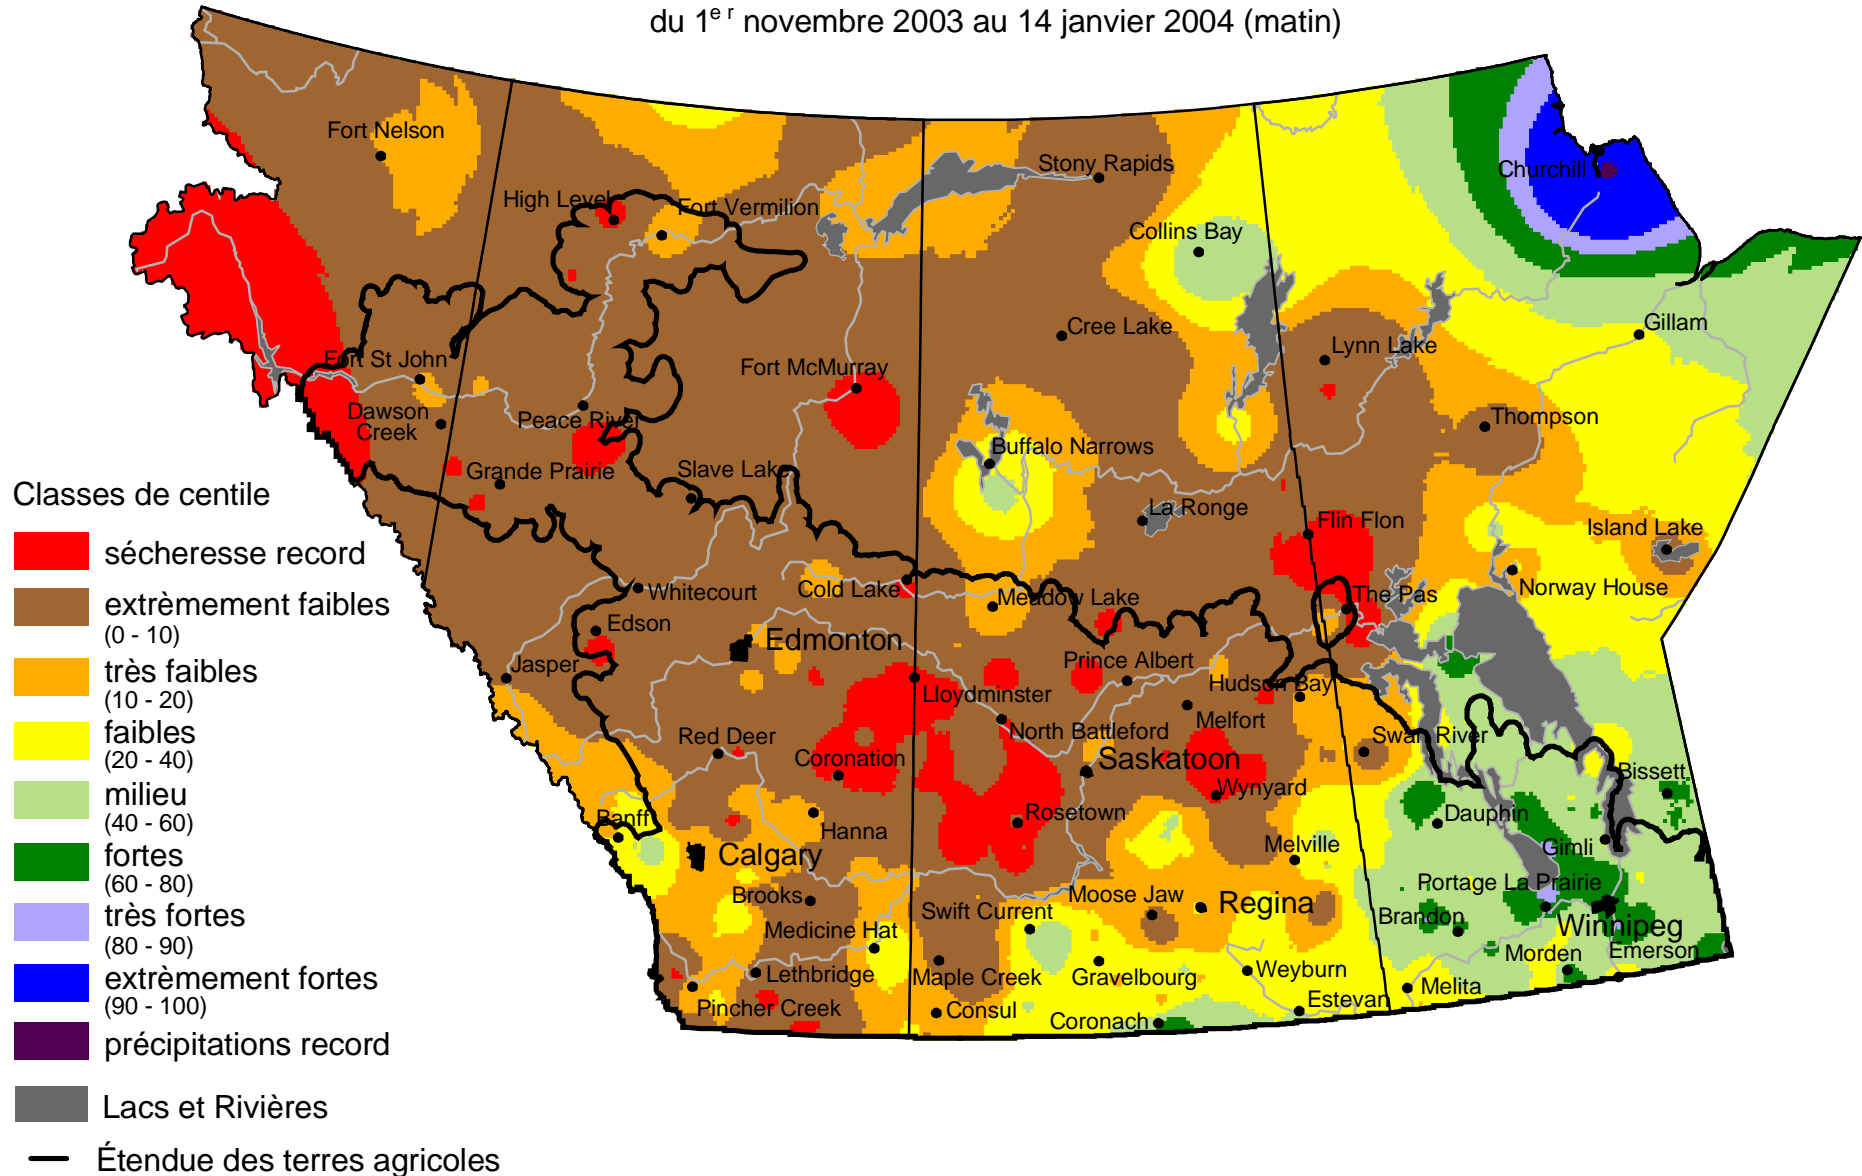 du 1er novembre 2003 au 14 janvier 2004 (matin)
Fort Nelson
Stony Rapids
Churchill
High Level
Fort Vermilion
Collins Bay
Cree Lake
Gillam
Lynn Lake
Fort St John
Fort McMurray
Dawson
Creek
Peace River
Thompson
Buffalo Narrows
Grande Prairie
Slave Lake
La Ronge
Flin Flon
Island Lake
Whitecourt
Cold Lake
Meadow Lake
The Pas
Norway House
Edson
Edmonton
Jasper
Prince Albert
Hudson Bay
Lloydminster
Melfort
North Battleford
Red Deer
Swan River
Coronation
Saskatoon
Bissett
Wynyard
Banff
Hanna
Rosetown
Dauphin
Calgary
Melville
Gimli
Brooks
Moose Jaw
Regina
Portage La Prairie
Swift Current
Brandon
Medicine Hat
Winnipeg
Lethbridge
Maple Creek
Gravelbourg
Weyburn
Morden
Emerson
Pincher Creek
Consul
Estevan
Melita
Coronach
Classes de centile
sécheresse record
extrèmement faibles
(0 - 10)
très faibles
(10 - 20)
faibles
(20 - 40)
milieu
(40 - 60)
fortes
(60 - 80)
très fortes
(80 - 90)
extrèmement fortes
(90 - 100)
précipitations record
Lacs et Rivières
Étendue des terres agricoles